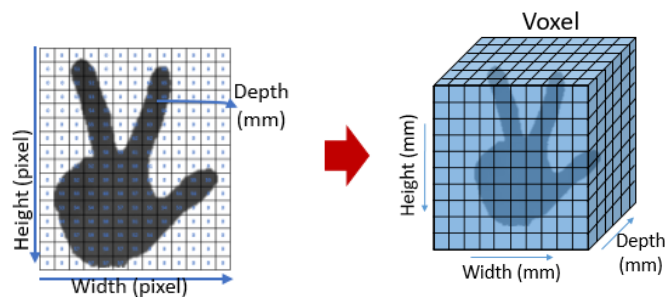 Voxel
Depth
(mm)
Height (pixel)
Width (pixel)
Height (mm)
Width (mm)
Depth
(mm)